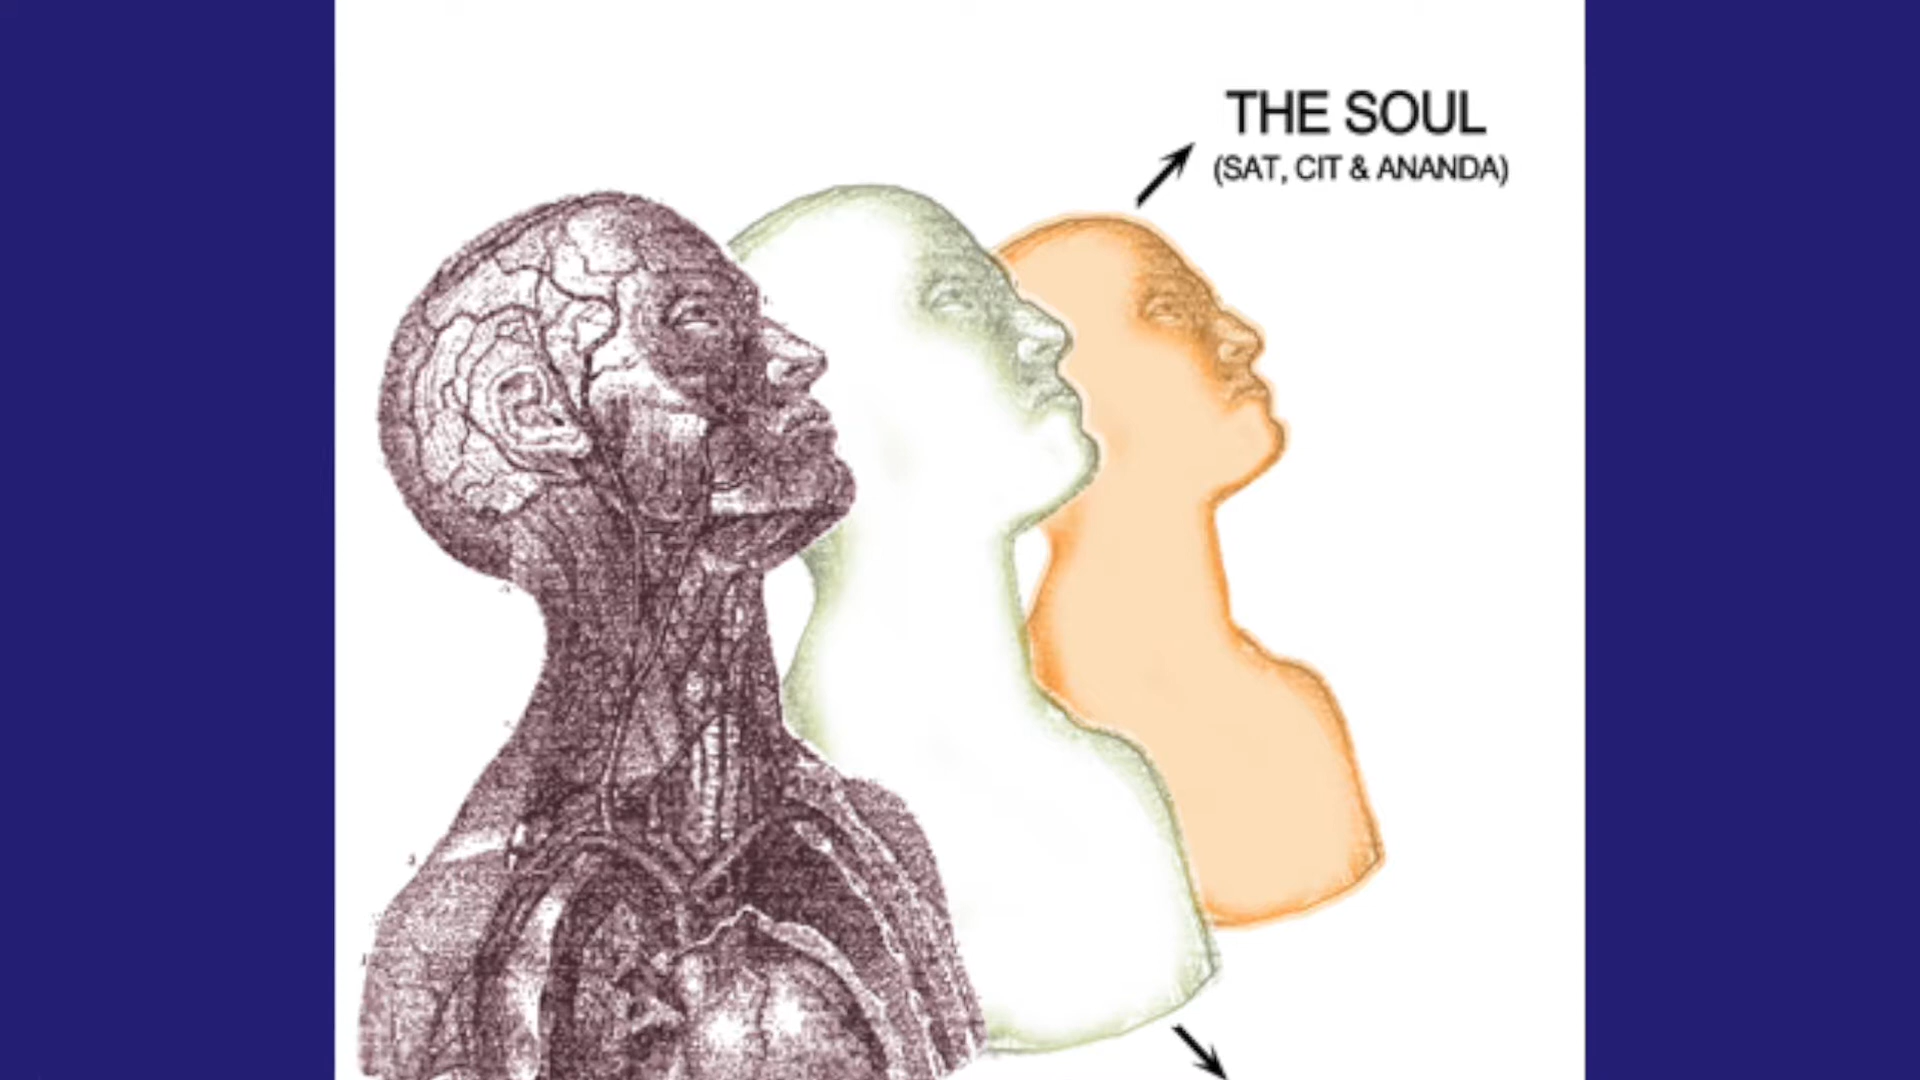 THE SOUL
(SAT, CIT & ANANDA)